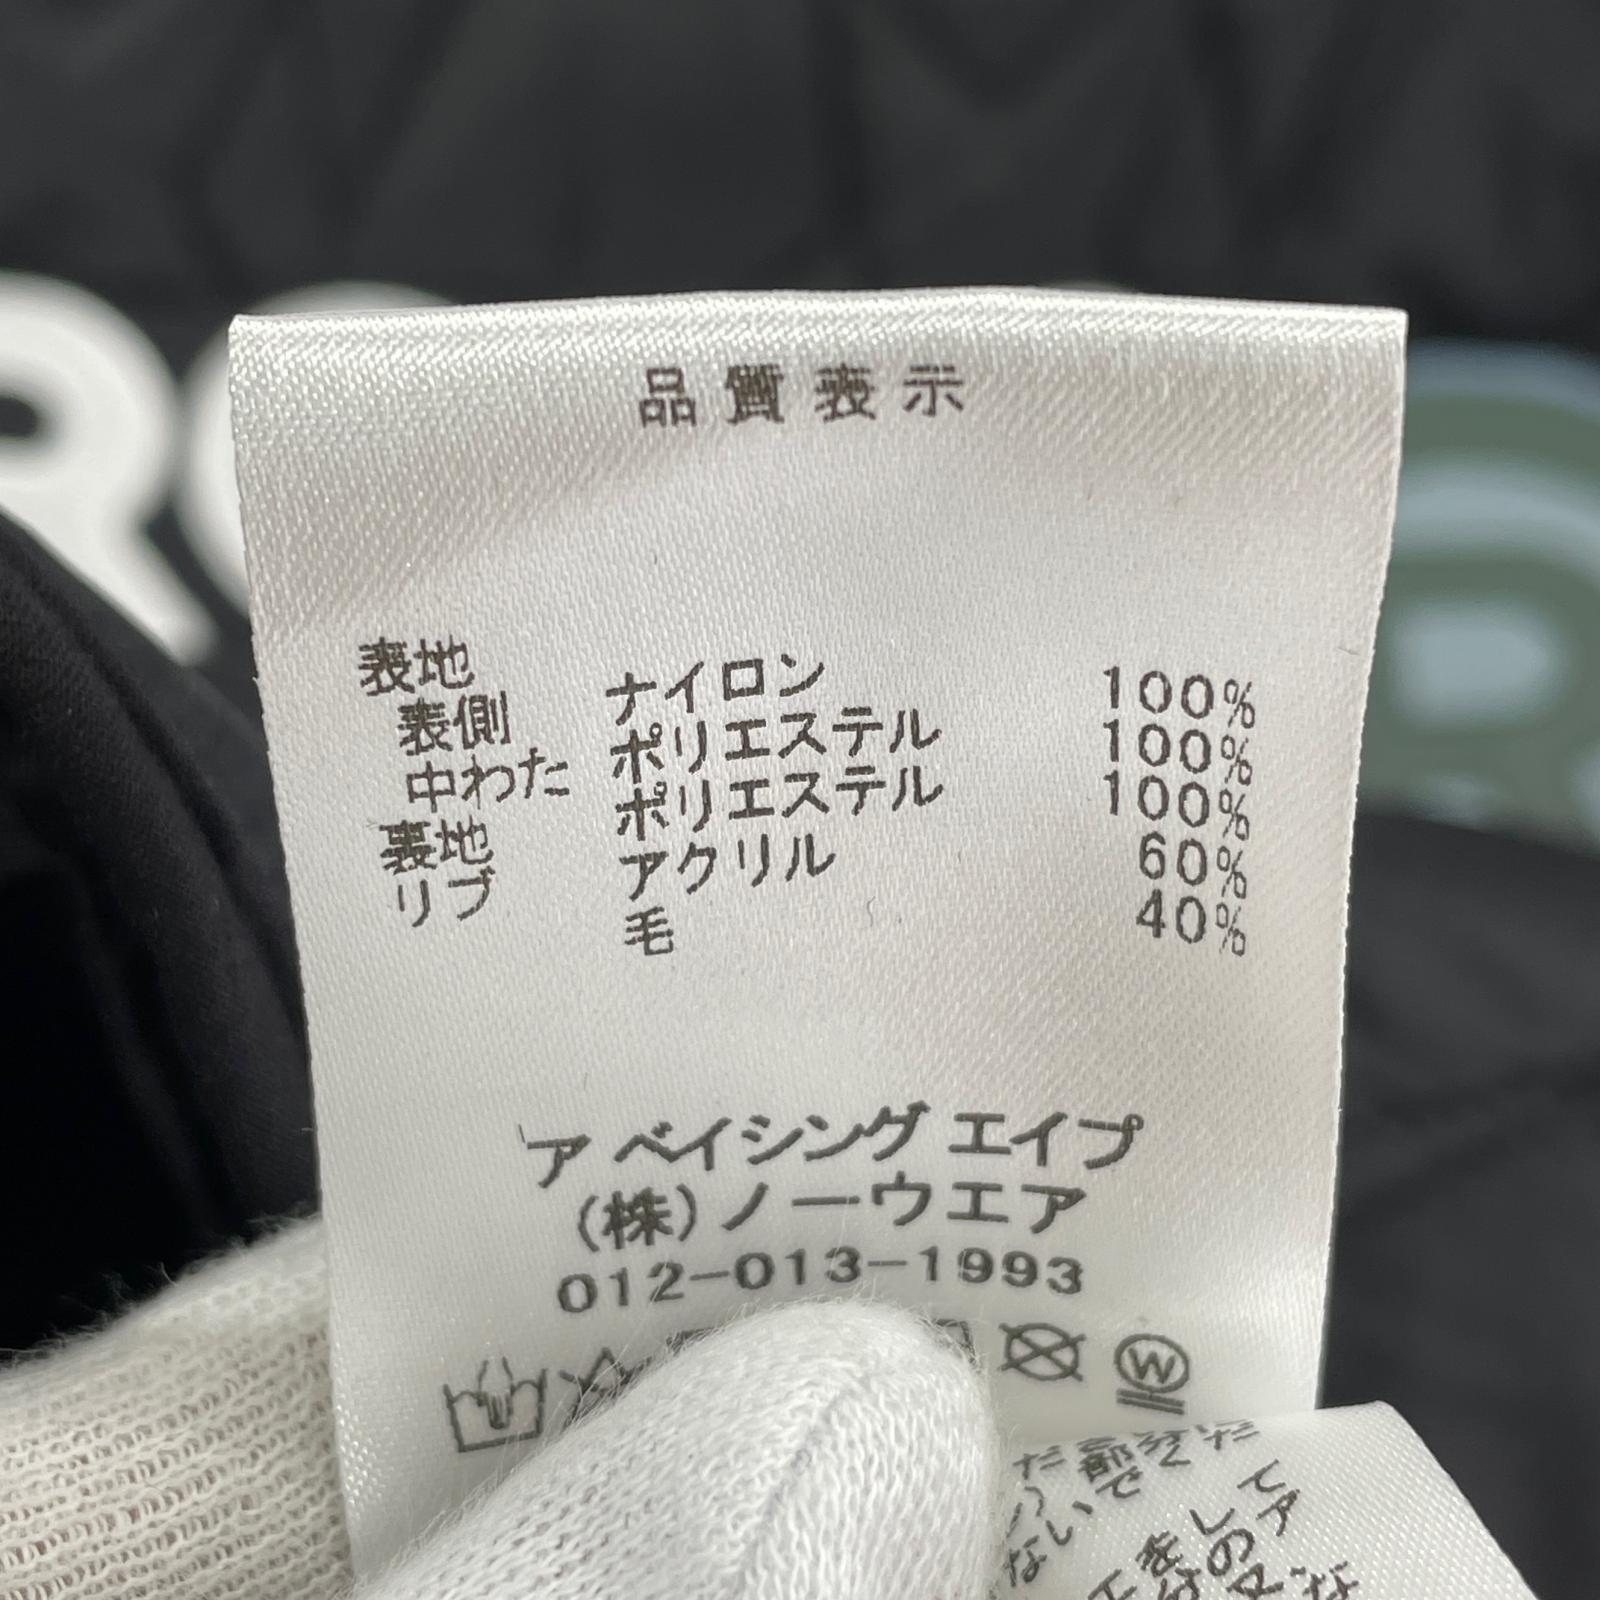 品質表示
表地
表側 ナイロン 100%
中わた ポリエステル 100%
裏地 ポリエステル 100%
リブ アクリル 60%
毛 40%
ア ベイシング エイプ
(株)ノーウエア
012-013-1993
W
ないで